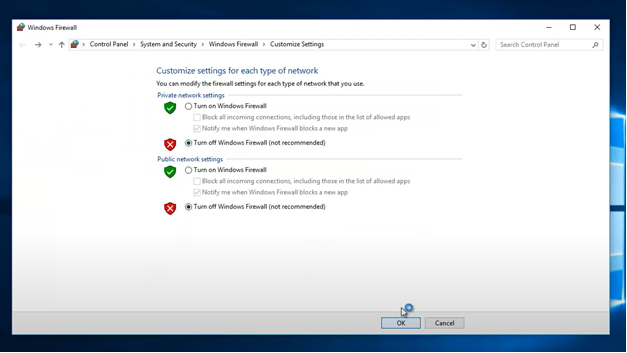 Windows Firewall
Control Panel > System and Security > Windows Firewall > Customize Settings
Search Control Panel
Customize settings for each type of network
You can modify the firewall settings for each type of network that you use.
Private network settings
Turn on Windows Firewall
Block all incoming connections, including those in the list of allowed apps
Notify me when Windows Firewall blocks a new app
Turn off Windows Firewall (not recommended)
Public network settings
Turn on Windows Firewall
Block all incoming connections, including those in the list of allowed apps
Notify me when Windows Firewall blocks a new app
Turn off Windows Firewall (not recommended)
OK
Cancel